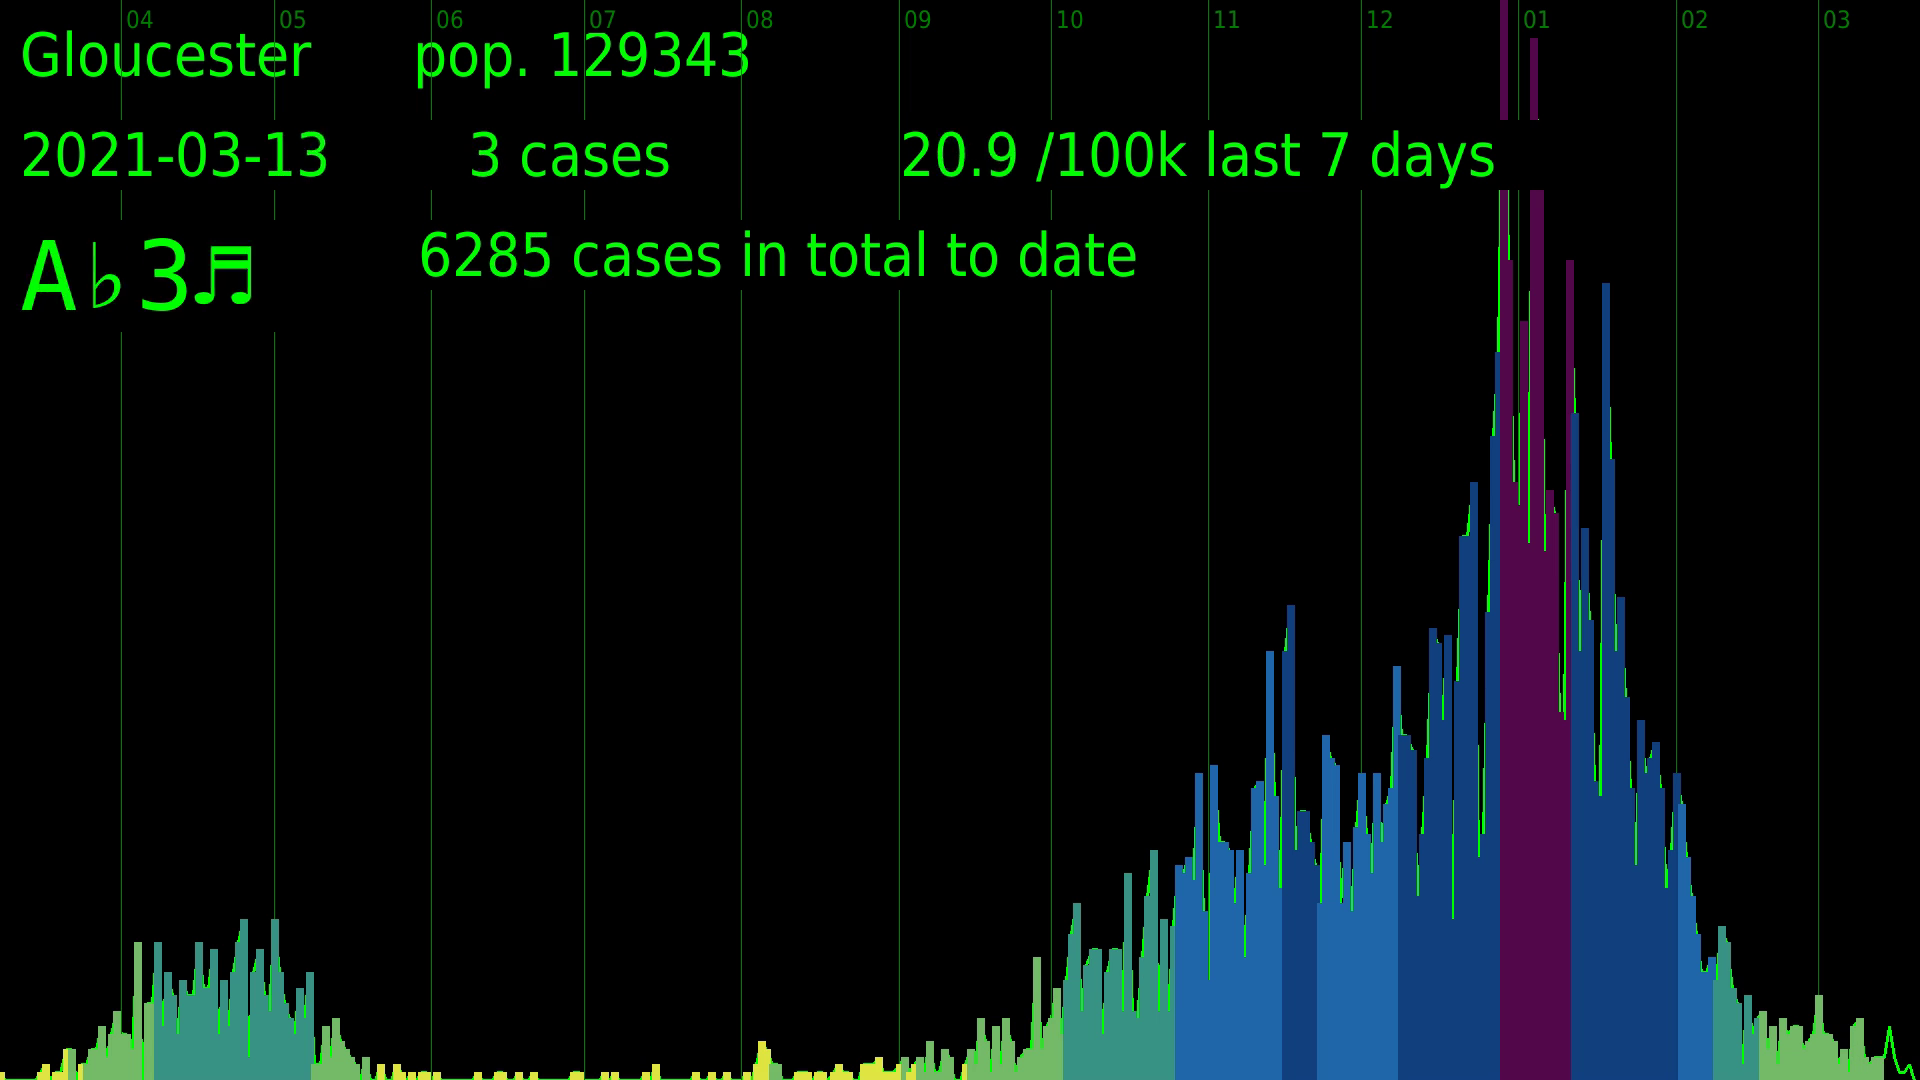 04 05 06 07 08 09 10 11 12 01 02 03
Gloucester pop. 129343
2021-03-13 3 cases 20.9 /100k last 7 days
A♭3♬ 6285 cases in total to date